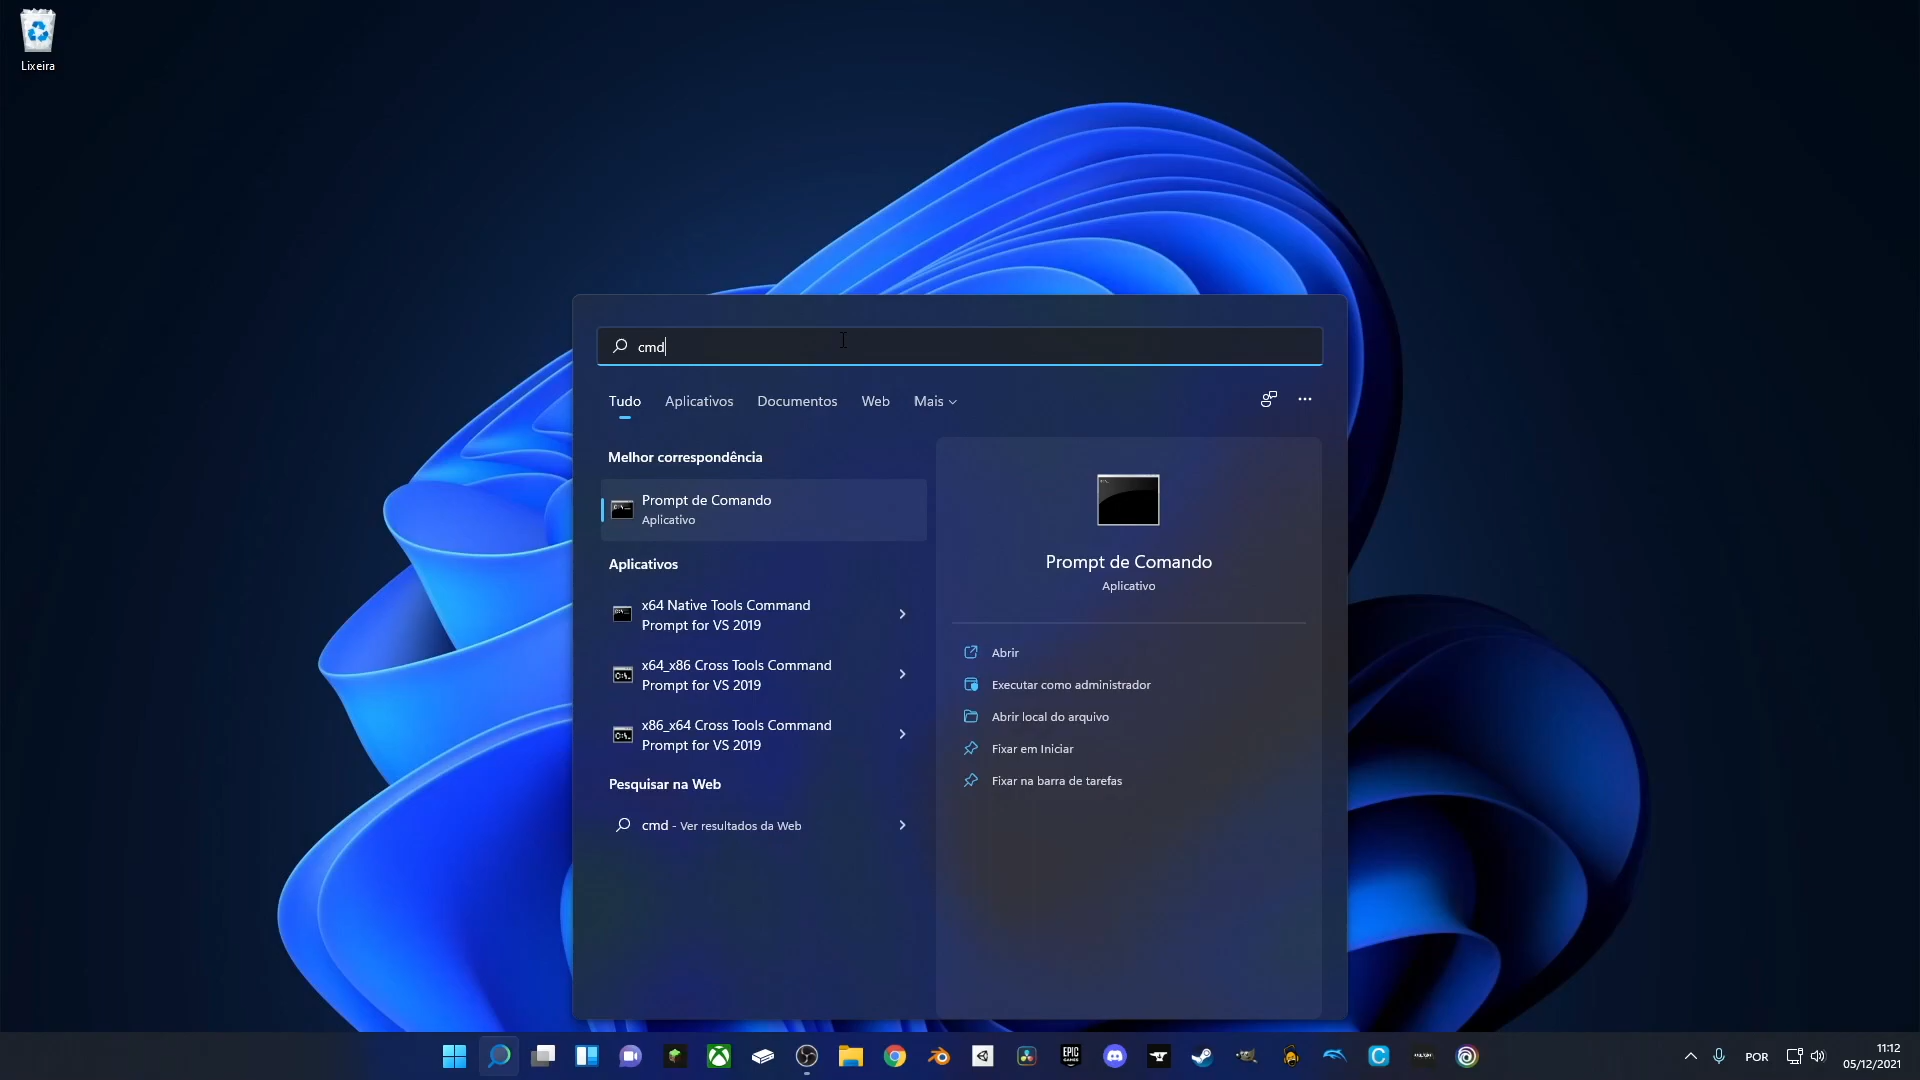 Lixeira
cmd
Tudo
Aplicativos
Documentos
Web
Mais
Melhor correspondência
Prompt de Comando
Aplicativo
Aplicativos
x64 Native Tools Command
Prompt for VS 2019
x64_x86 Cross Tools Command
Prompt for VS 2019
x86_x64 Cross Tools Command
Prompt for VS 2019
Pesquisar na Web
cmd - Ver resultados da Web
Prompt de Comando
Aplicativo
Abrir
Executar como administrador
Abrir local do arquivo
Fixar em Iniciar
Fixar na barra de tarefas
EPIC
GAMES
POR
11:12
05/12/2021